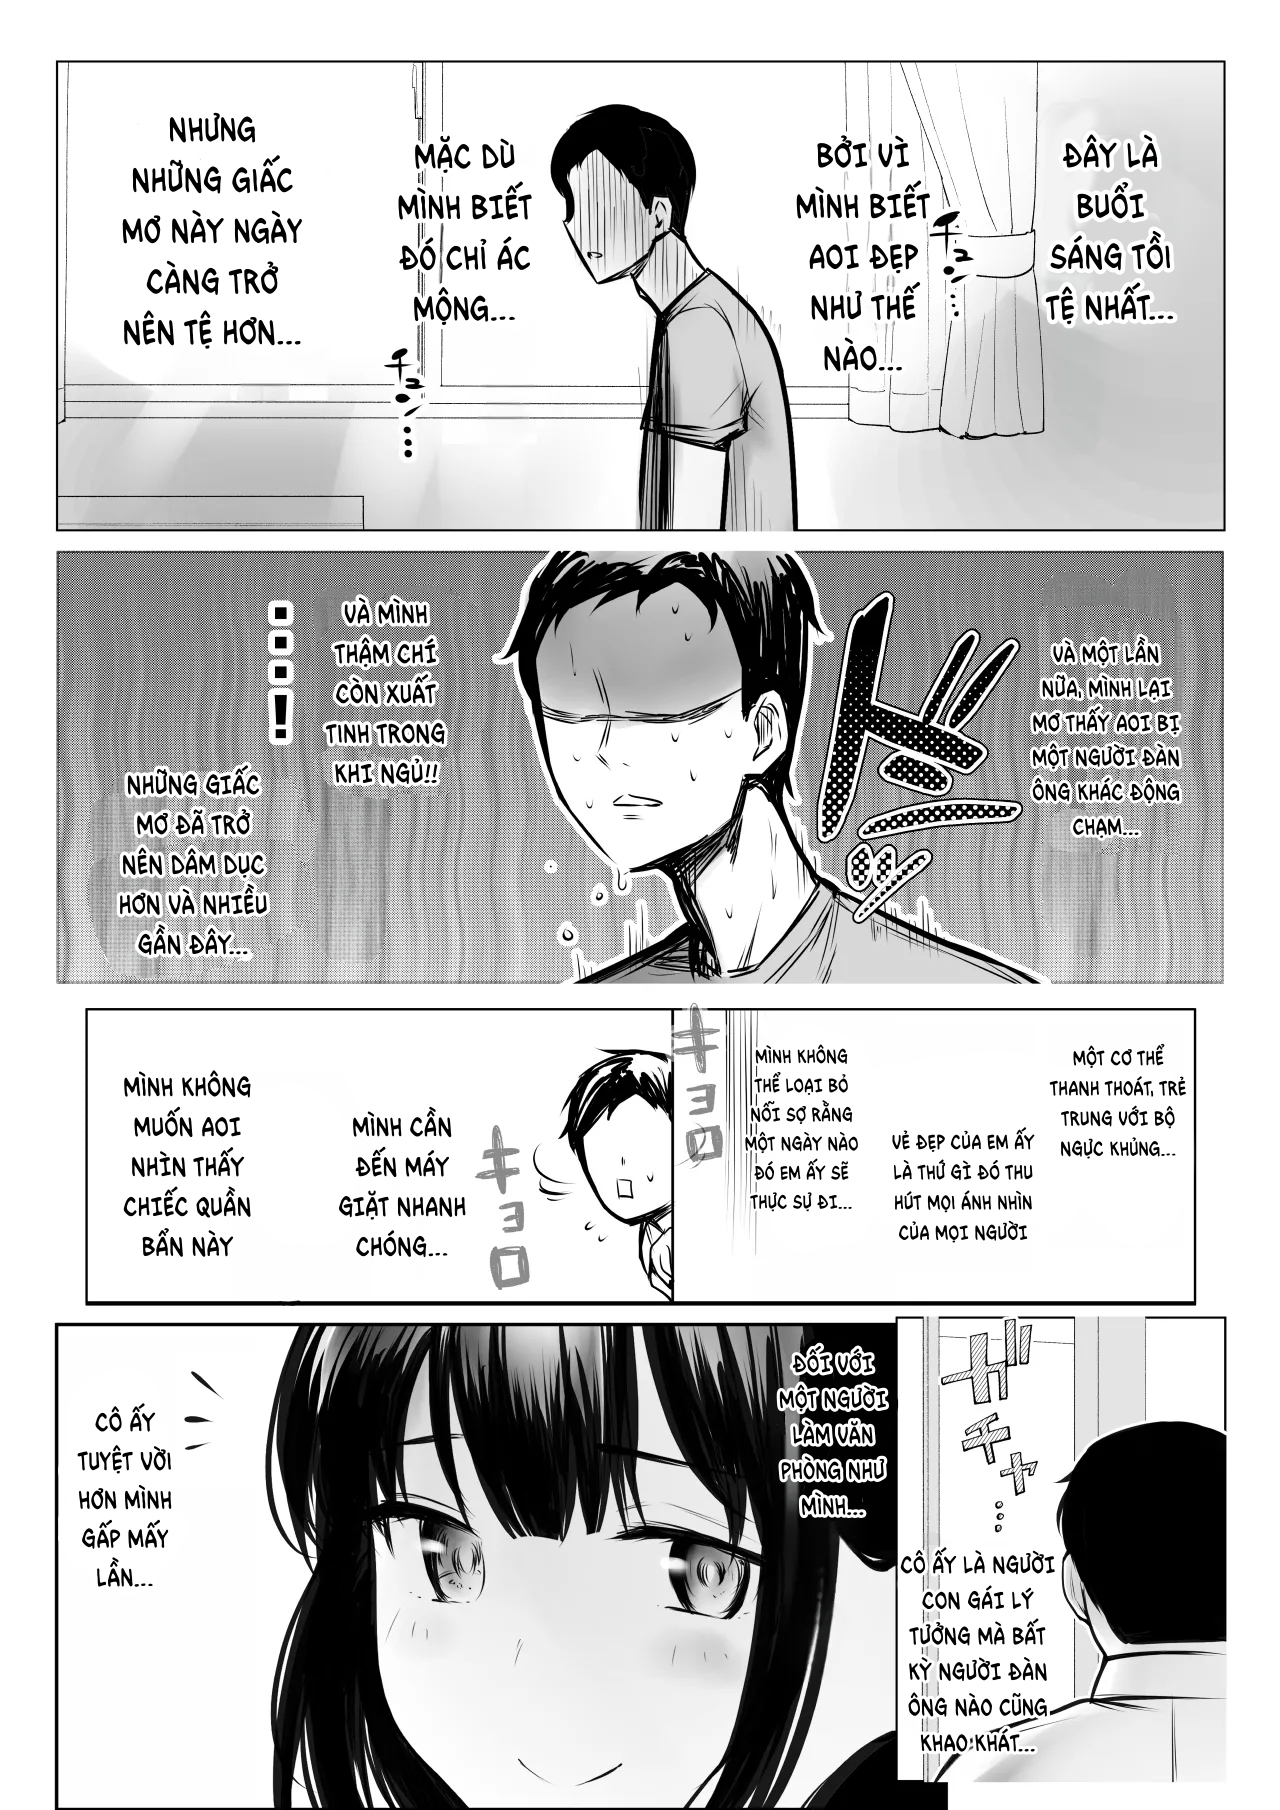 ĐÂY LÀ
BUỔI
SÁNG TỒI
TỆ NHẤT...
BỞI VÌ
MÌNH BIẾT
AOI ĐẸP
NHƯ THẾ
NÀO...
チュン…
MẶC DÙ
MÌNH BIẾT
ĐÓ CHỈ ÁC
MỘNG...
チュン…
NHƯNG
NHỮNG GIẤC
MƠ NÀY NGÀY
CÀNG TRỞ
NÊN TỆ HƠN...
VÀ MỘT LẦN
NỮA, MÌNH LẠI
MƠ THẤY AOI BỊ
MỘT NGƯỜI ĐÀN
ÔNG KHÁC ĐỘNG
CHẠM...
VÀ MÌNH
THẬM CHÍ
CÒN XUẤT
TINH TRONG
KHI NGỦ!!
NHỮNG GIẤC
MƠ ĐÃ TRỞ
NÊN DÂM DỤC
HƠN VÀ NHIỀU
GẦN ĐÂY...
MỘT CƠ THỂ
THANH THOÁT, TRẺ
TRUNG VỚI BỘ
NGỰC KHỦNG...
VẺ ĐẸP CỦA EM ẤY
LÀ THỨ GÌ ĐÓ THU
HÚT MỌI ÁNH NHÌN
CỦA MỌI NGƯỜI
MÌNH KHÔNG
THỂ LOẠI BỎ
NỖI SỢ RẰNG
MỘT NGÀY NÀO
ĐÓ EM ẤY SẼ
THỰC SỰ ĐI...
キョロ
キョロ
MÌNH CẦN
ĐẾN MÁY
GIẶT NHANH
CHÓNG...
MÌNH KHÔNG
MUỐN AOI
NHÌN THẤY
CHIẾC QUẦN
BẨN NÀY
ガチャ…
CÔ ẤY LÀ NGƯỜI
CON GÁI LÝ
TƯỞNG MÀ BẤT
KỲ NGƯỜI ĐÀN
ÔNG NÀO CŨNG
KHAO KHÁT...
ĐỐI VỚI
MỘT NGƯỜI
LÀM VĂN
PHÒNG NHƯ
MÌNH...
CÔ ẤY
TUYỆT VỜI
HƠN MÌNH
GẤP MẤY
LẦN...